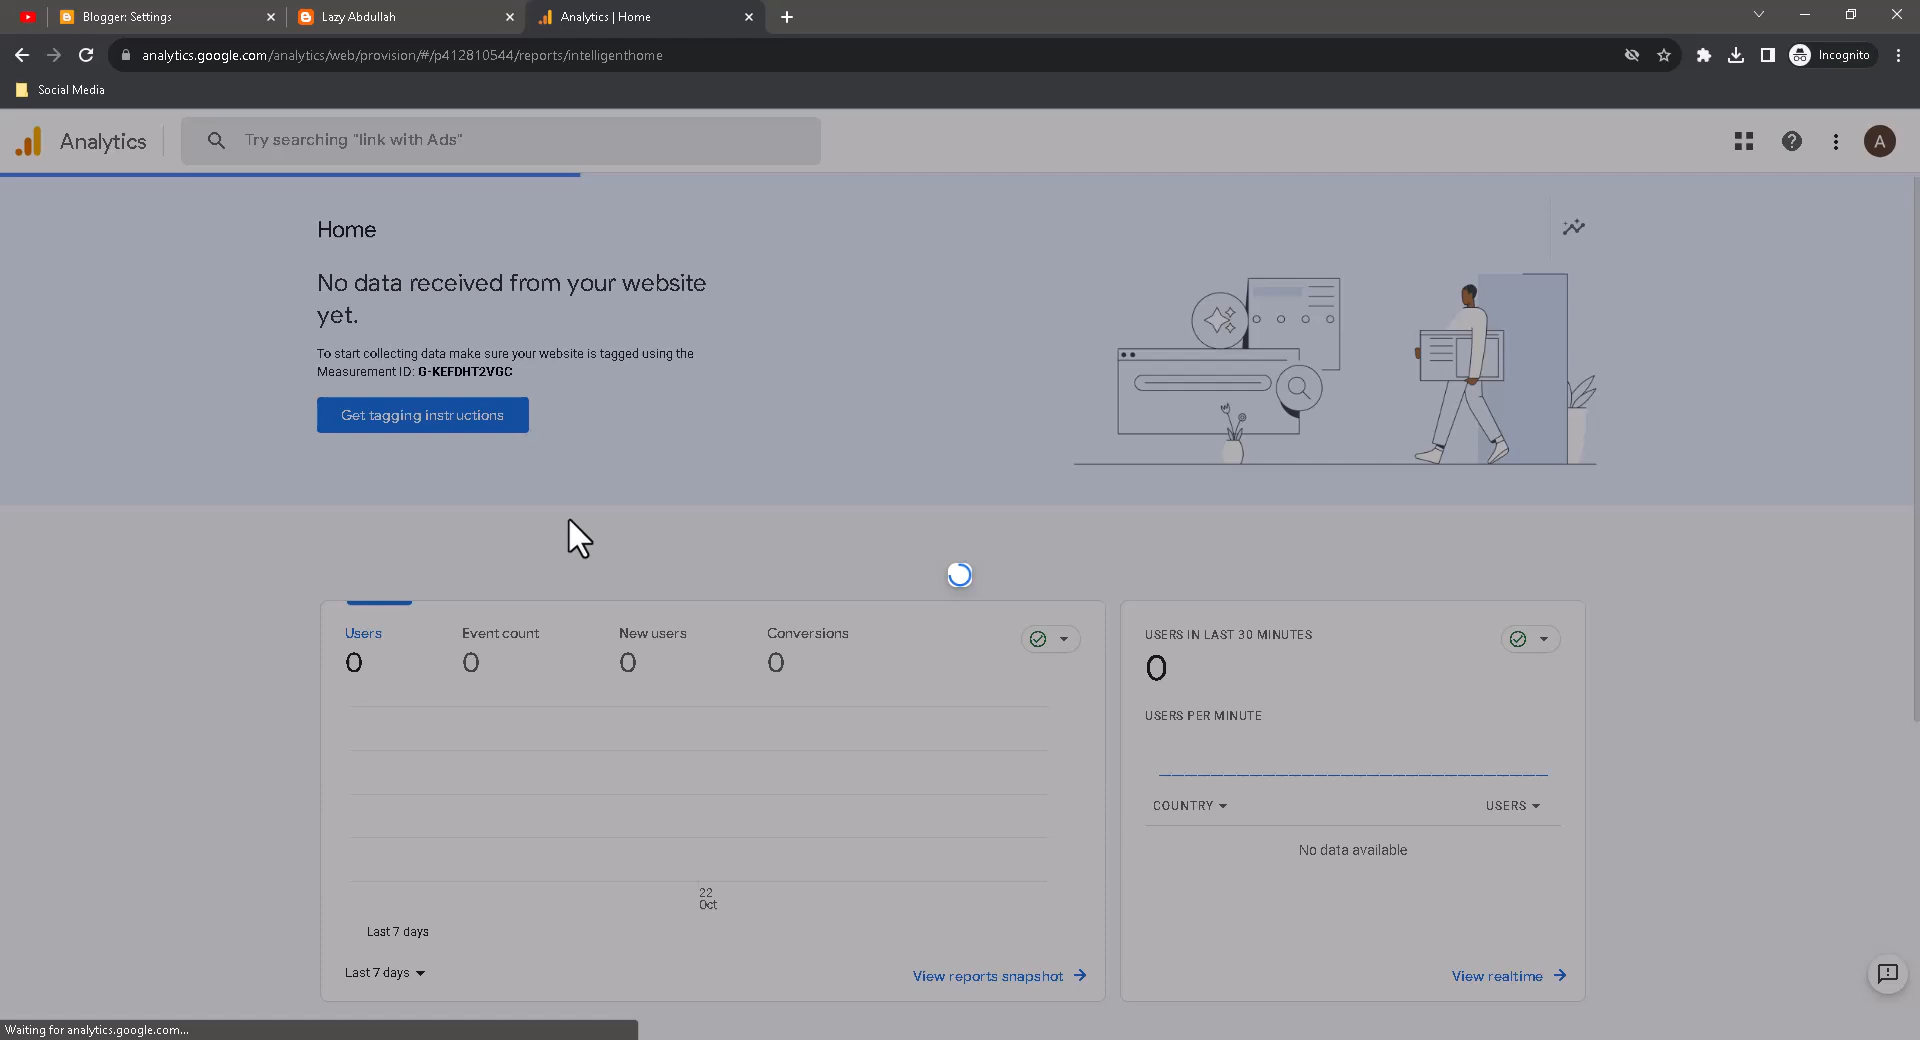 Blogger: Settings
Lazy Abdullah
Analytics | Home
analytics.google.com/analytics/web/provision/#/p412810544/reports/intelligenthome
Incognito
Social Media
Analytics
Try searching "link with Ads"
A
Home
No data received from your website
yet.
To start collecting data make sure your website is tagged using the
Measurement ID: G-KEFDHT2VGC
Get tagging instructions
Users
Event count
New users
Conversions
0
0
0
0
22
Oct
Last 7 days
Last 7 days
View reports snapshot
USERS IN LAST 30 MINUTES
0
USERS PER MINUTE
COUNTRY
USERS
No data available
View realtime
Waiting for analytics.google.com...